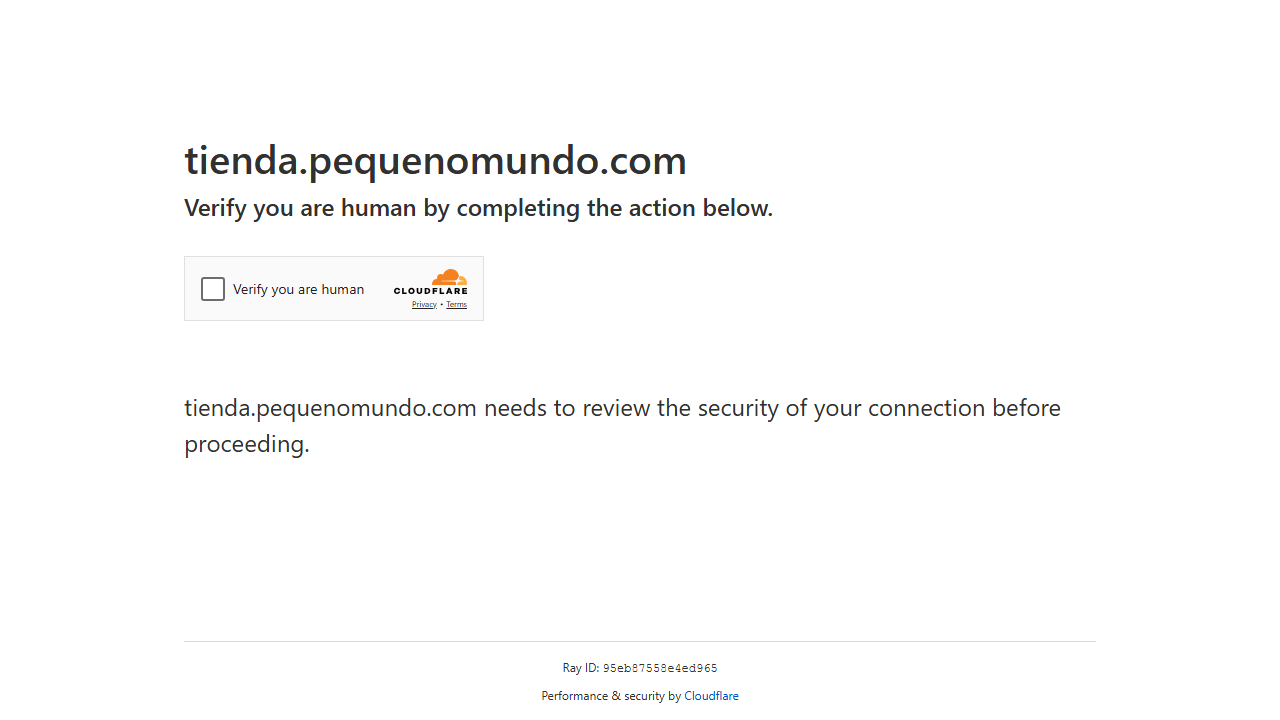 tienda.pequenomundo.com
Verify you are human by completing the action below.
Verify you are human
CLOUDFLARE
Privacy • Terms
tienda.pequenomundo.com needs to review the security of your connection before
proceeding.
Ray ID: 95eb87558e4ed965
Performance & security by Cloudflare